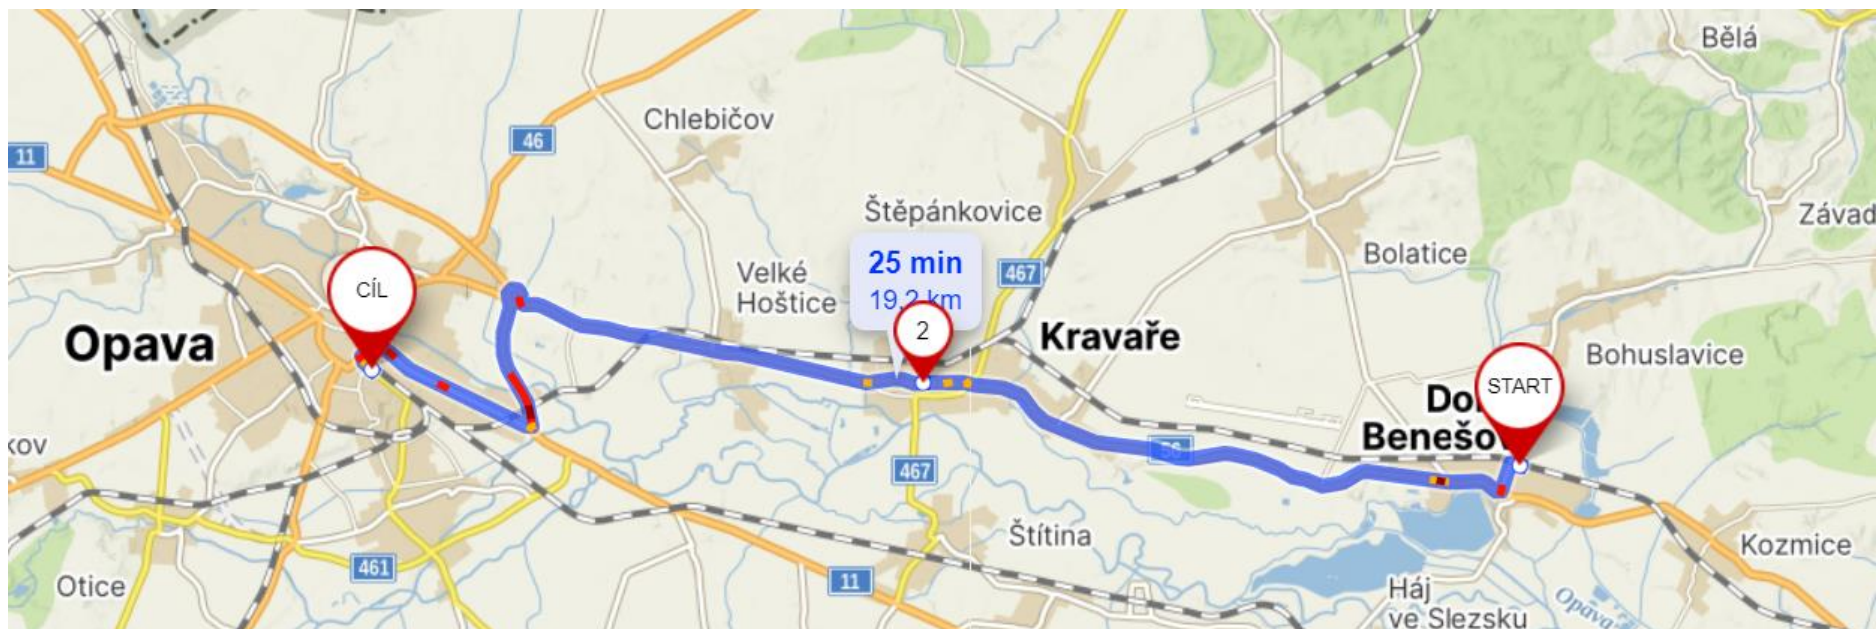 Bělá
Chlebičov
46
11
Štěpánkovice
Závad
Bolatice
25 min
19,2 km
Velké
Hoštice
467
CÍL
2
Opava
Kravaře
Bohuslavice
START
Benešov
56
kov
467
Štítina
Kozmice
461
11
Otice
Háj
ve Slezsku
Opava